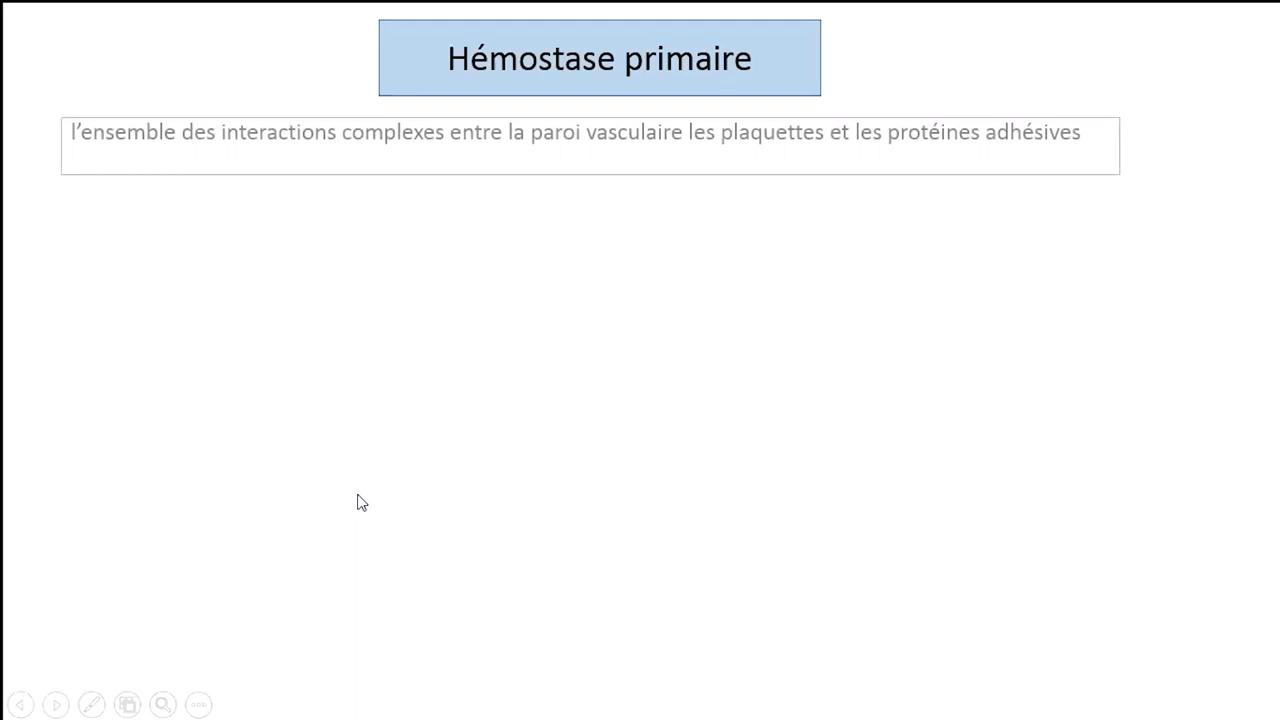 Hémostase primaire
l’ensemble des interactions complexes entre la paroi vasculaire les plaquettes et les protéines adhésives